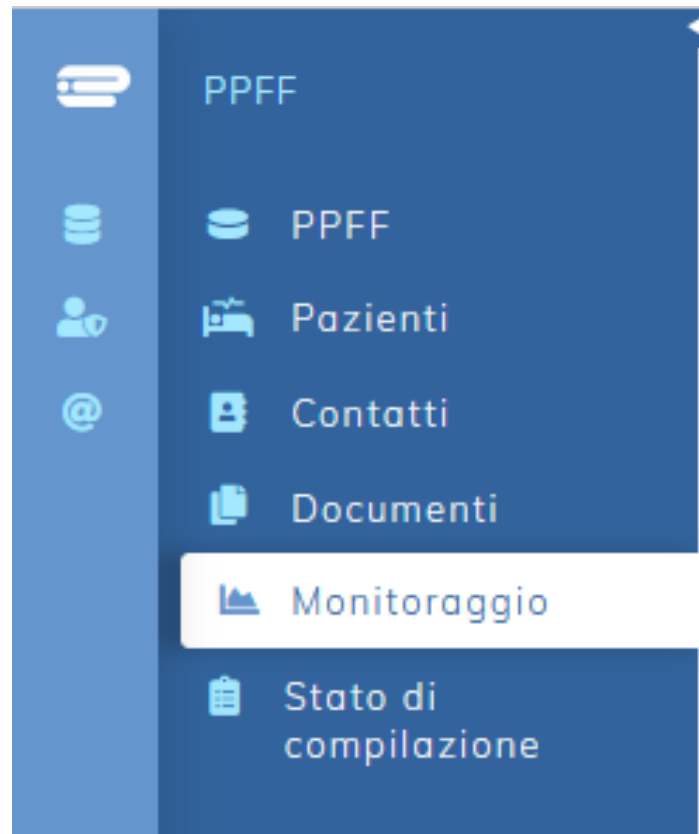 PPFF
PPFF
Pazienti
Contatti
Documenti
Monitoraggio
Stato di
compilazione